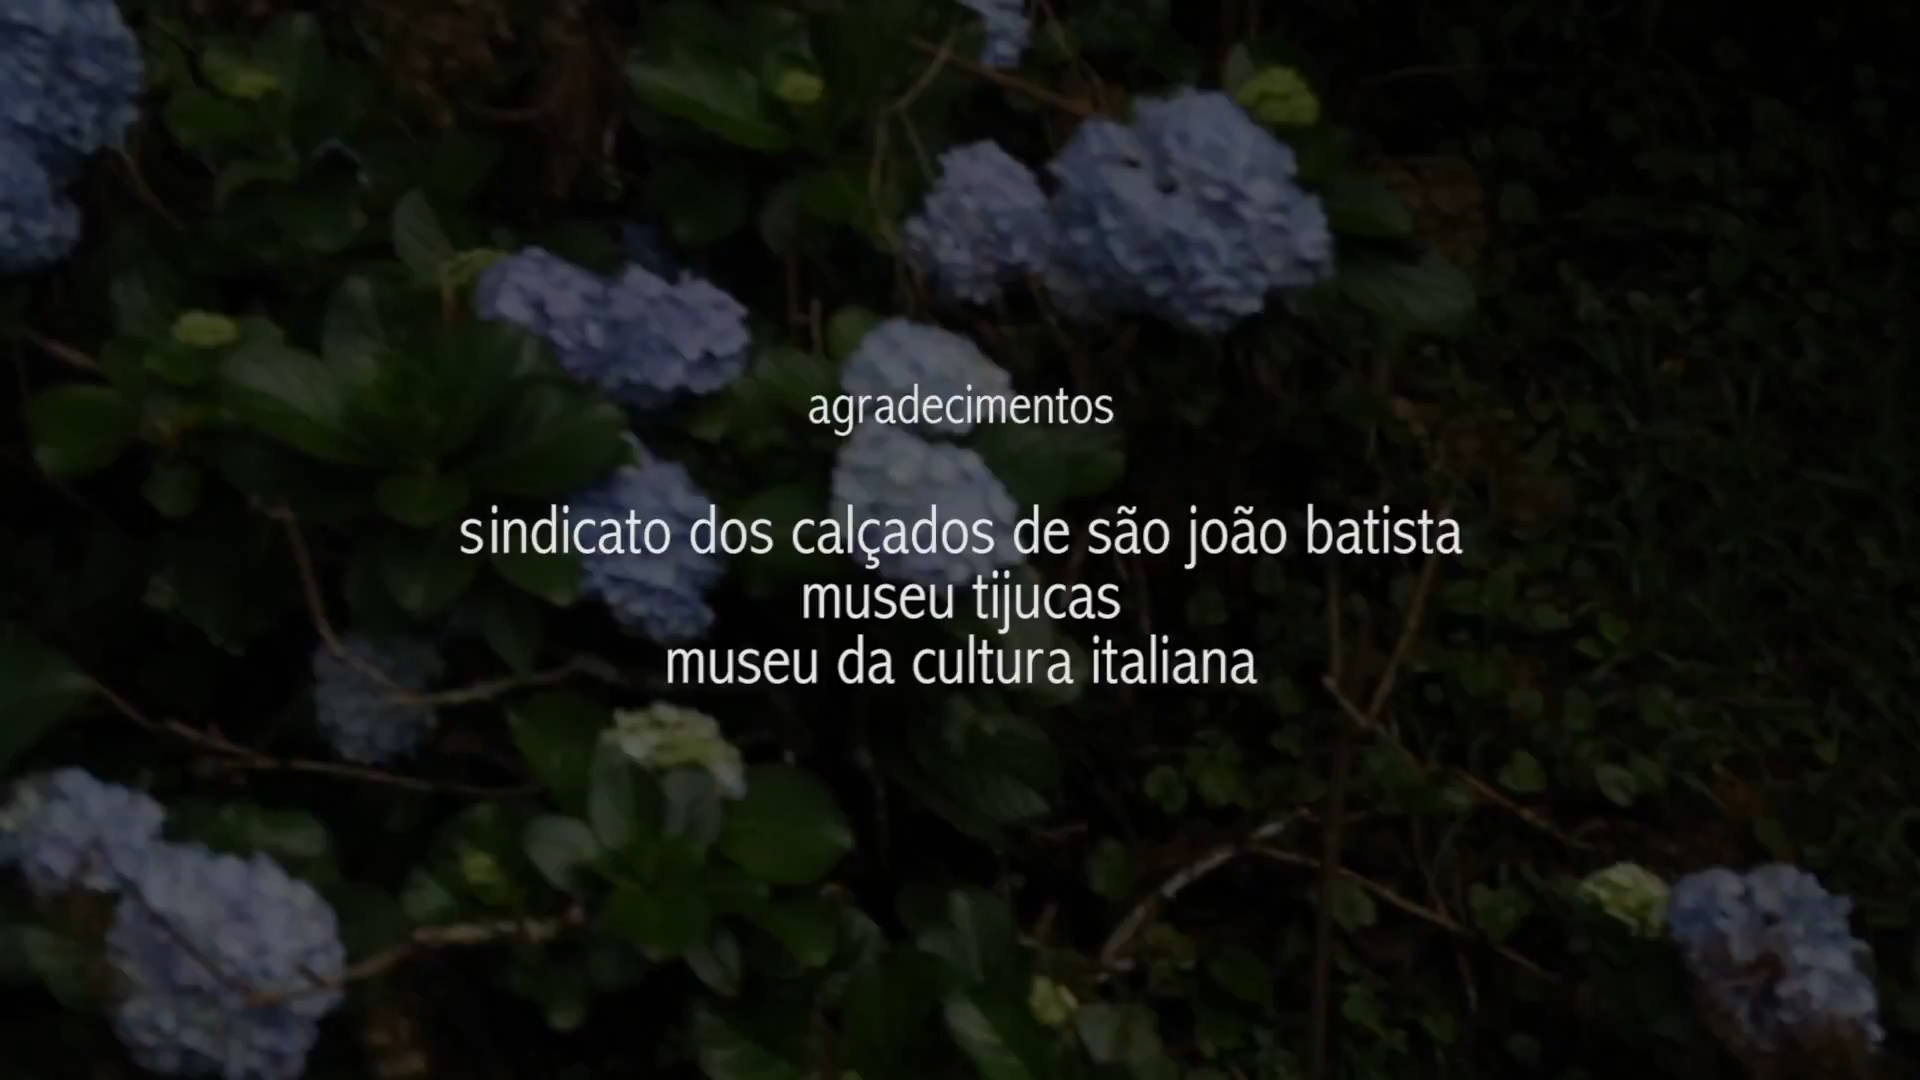 agradecimentos
sindicato dos calçados de são joão batista
museu tijucas
museu da cultura italiana